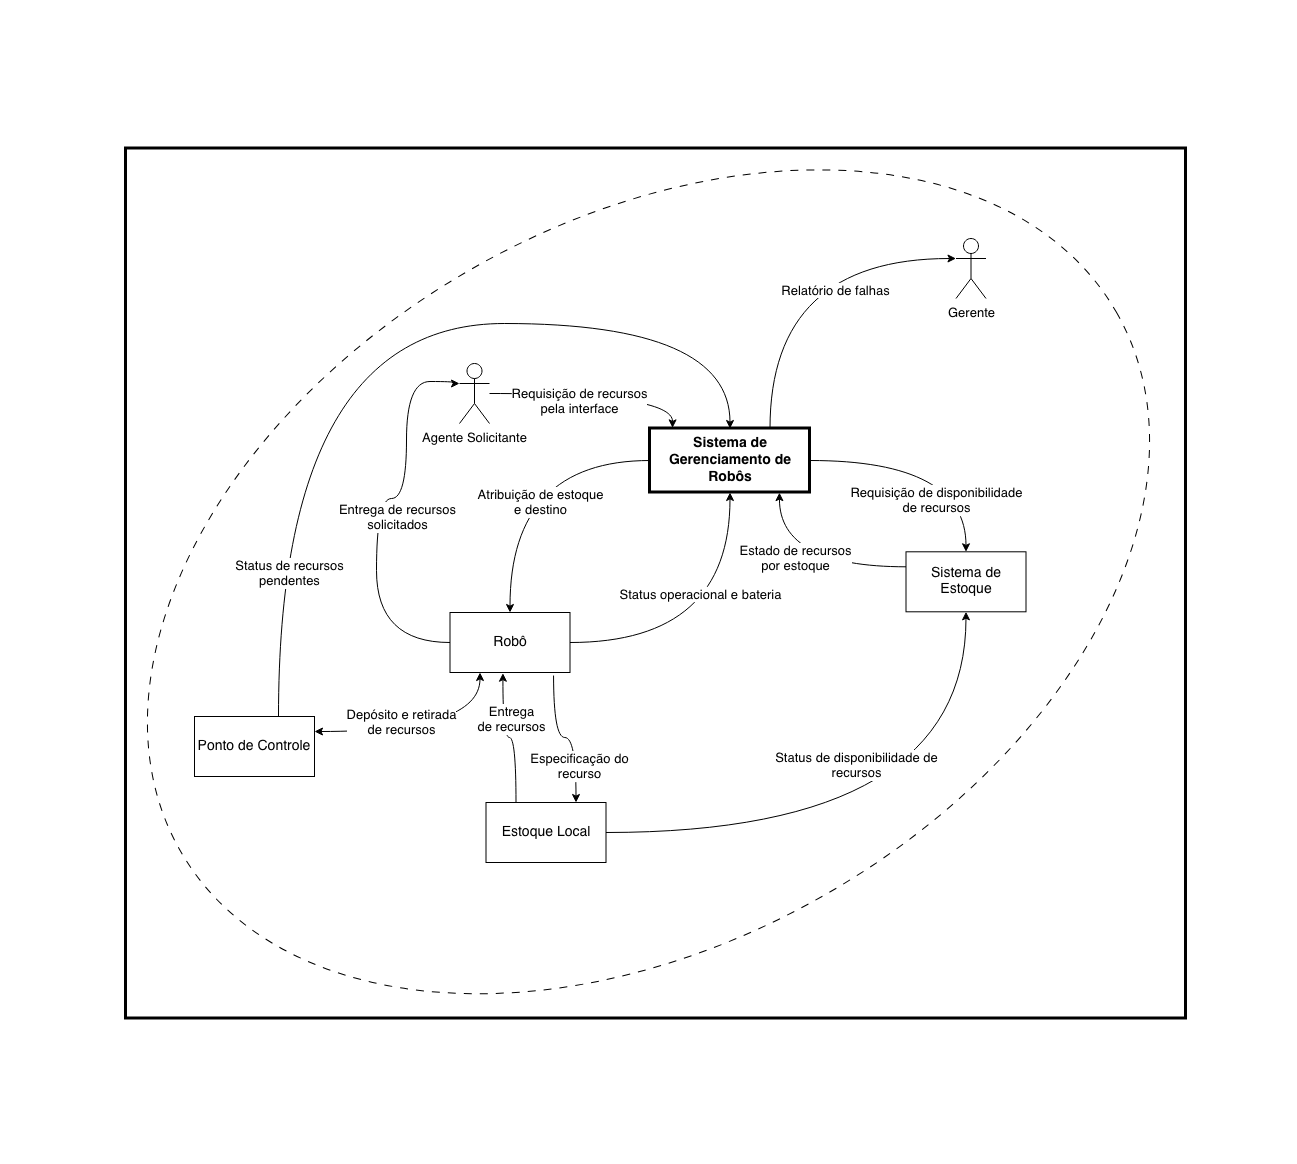 Relatório de falhas
Gerente
Requisição de recursos
pela interface
Agente Solicitante
Sistema de
Gerenciamento de
Robôs
Entrega de recursos
solicitados
Atribuição de estoque
e destino
Requisição de disponibilidade
de recursos
Status de recursos
pendentes
Estado de recursos
por estoque
Sistema de
Estoque
Status operacional e bateria
Robô
Depósito e retirada
de recursos
Entrega
de recursos
Ponto de Controle
Especificação do
recurso
Status de disponibilidade de
recursos
Estoque Local